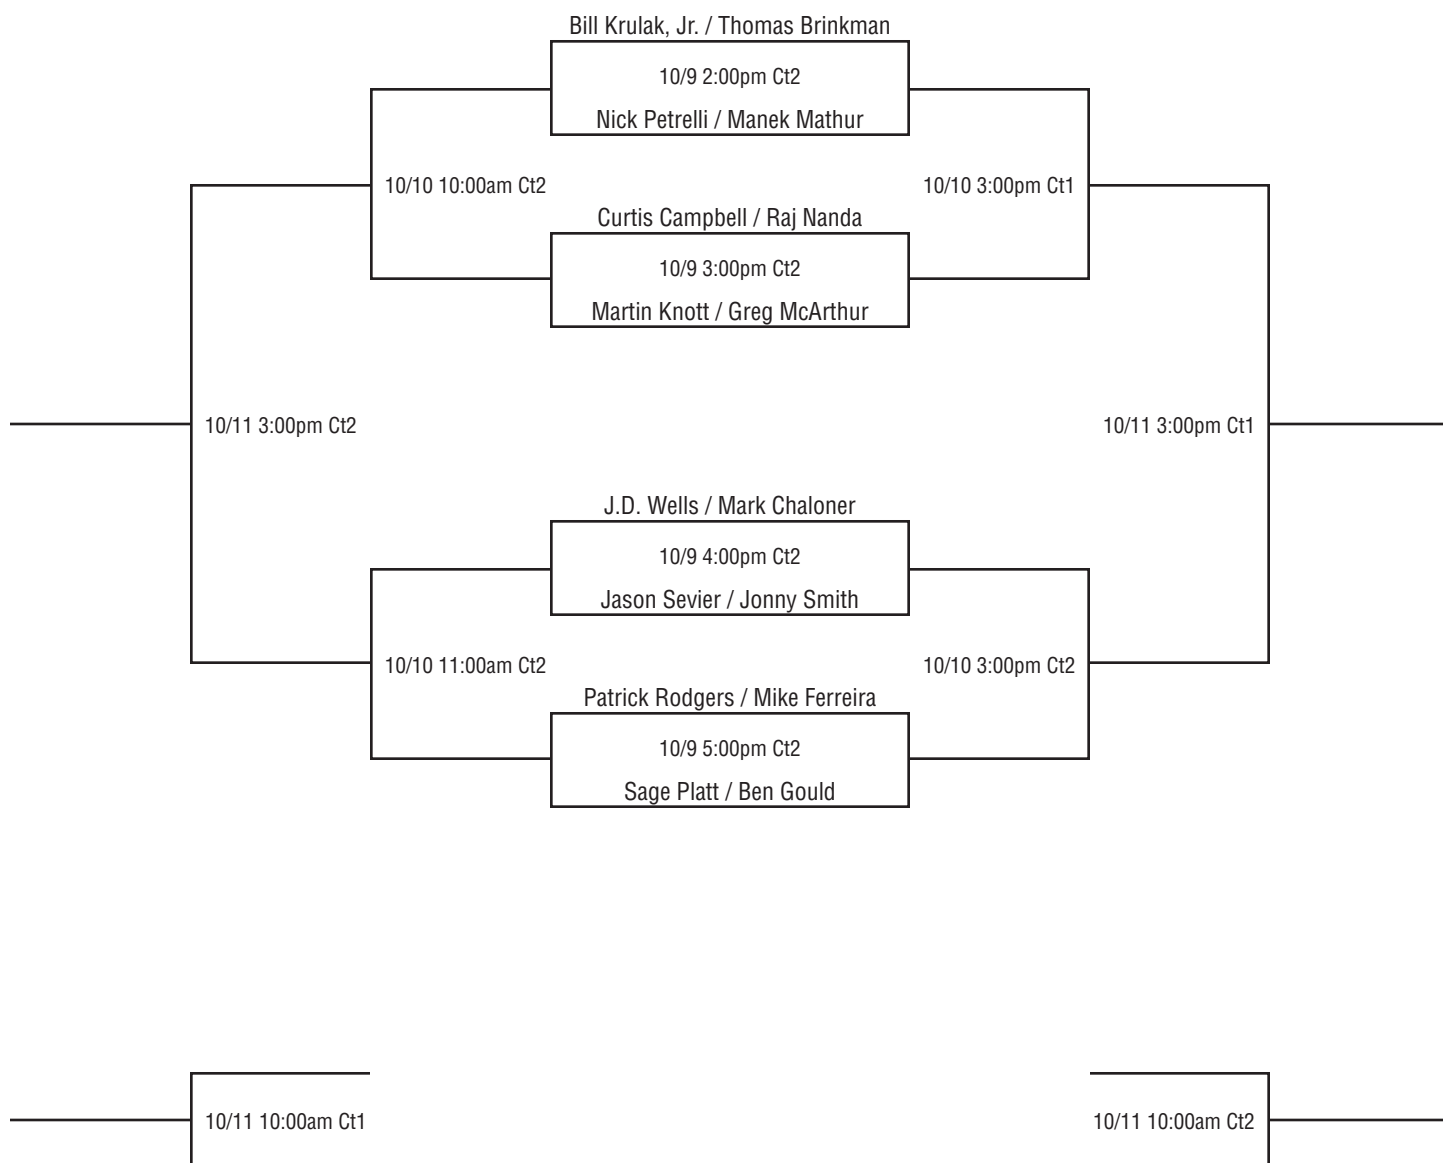 Bill Krulak, Jr. / Thomas Brinkman
10/9 2:00pm Ct2
Nick Petrelli / Manek Mathur
10/10 10:00am Ct2
10/10 3:00pm Ct1
Curtis Campbell / Raj Nanda
10/9 3:00pm Ct2
Martin Knott / Greg McArthur
10/11 3:00pm Ct2
10/11 3:00pm Ct1
J.D. Wells / Mark Chaloner
10/9 4:00pm Ct2
Jason Sevier / Jonny Smith
10/10 11:00am Ct2
10/10 3:00pm Ct2
Patrick Rodgers / Mike Ferreira
10/9 5:00pm Ct2
Sage Platt / Ben Gould
10/11 10:00am Ct1
10/11 10:00am Ct2